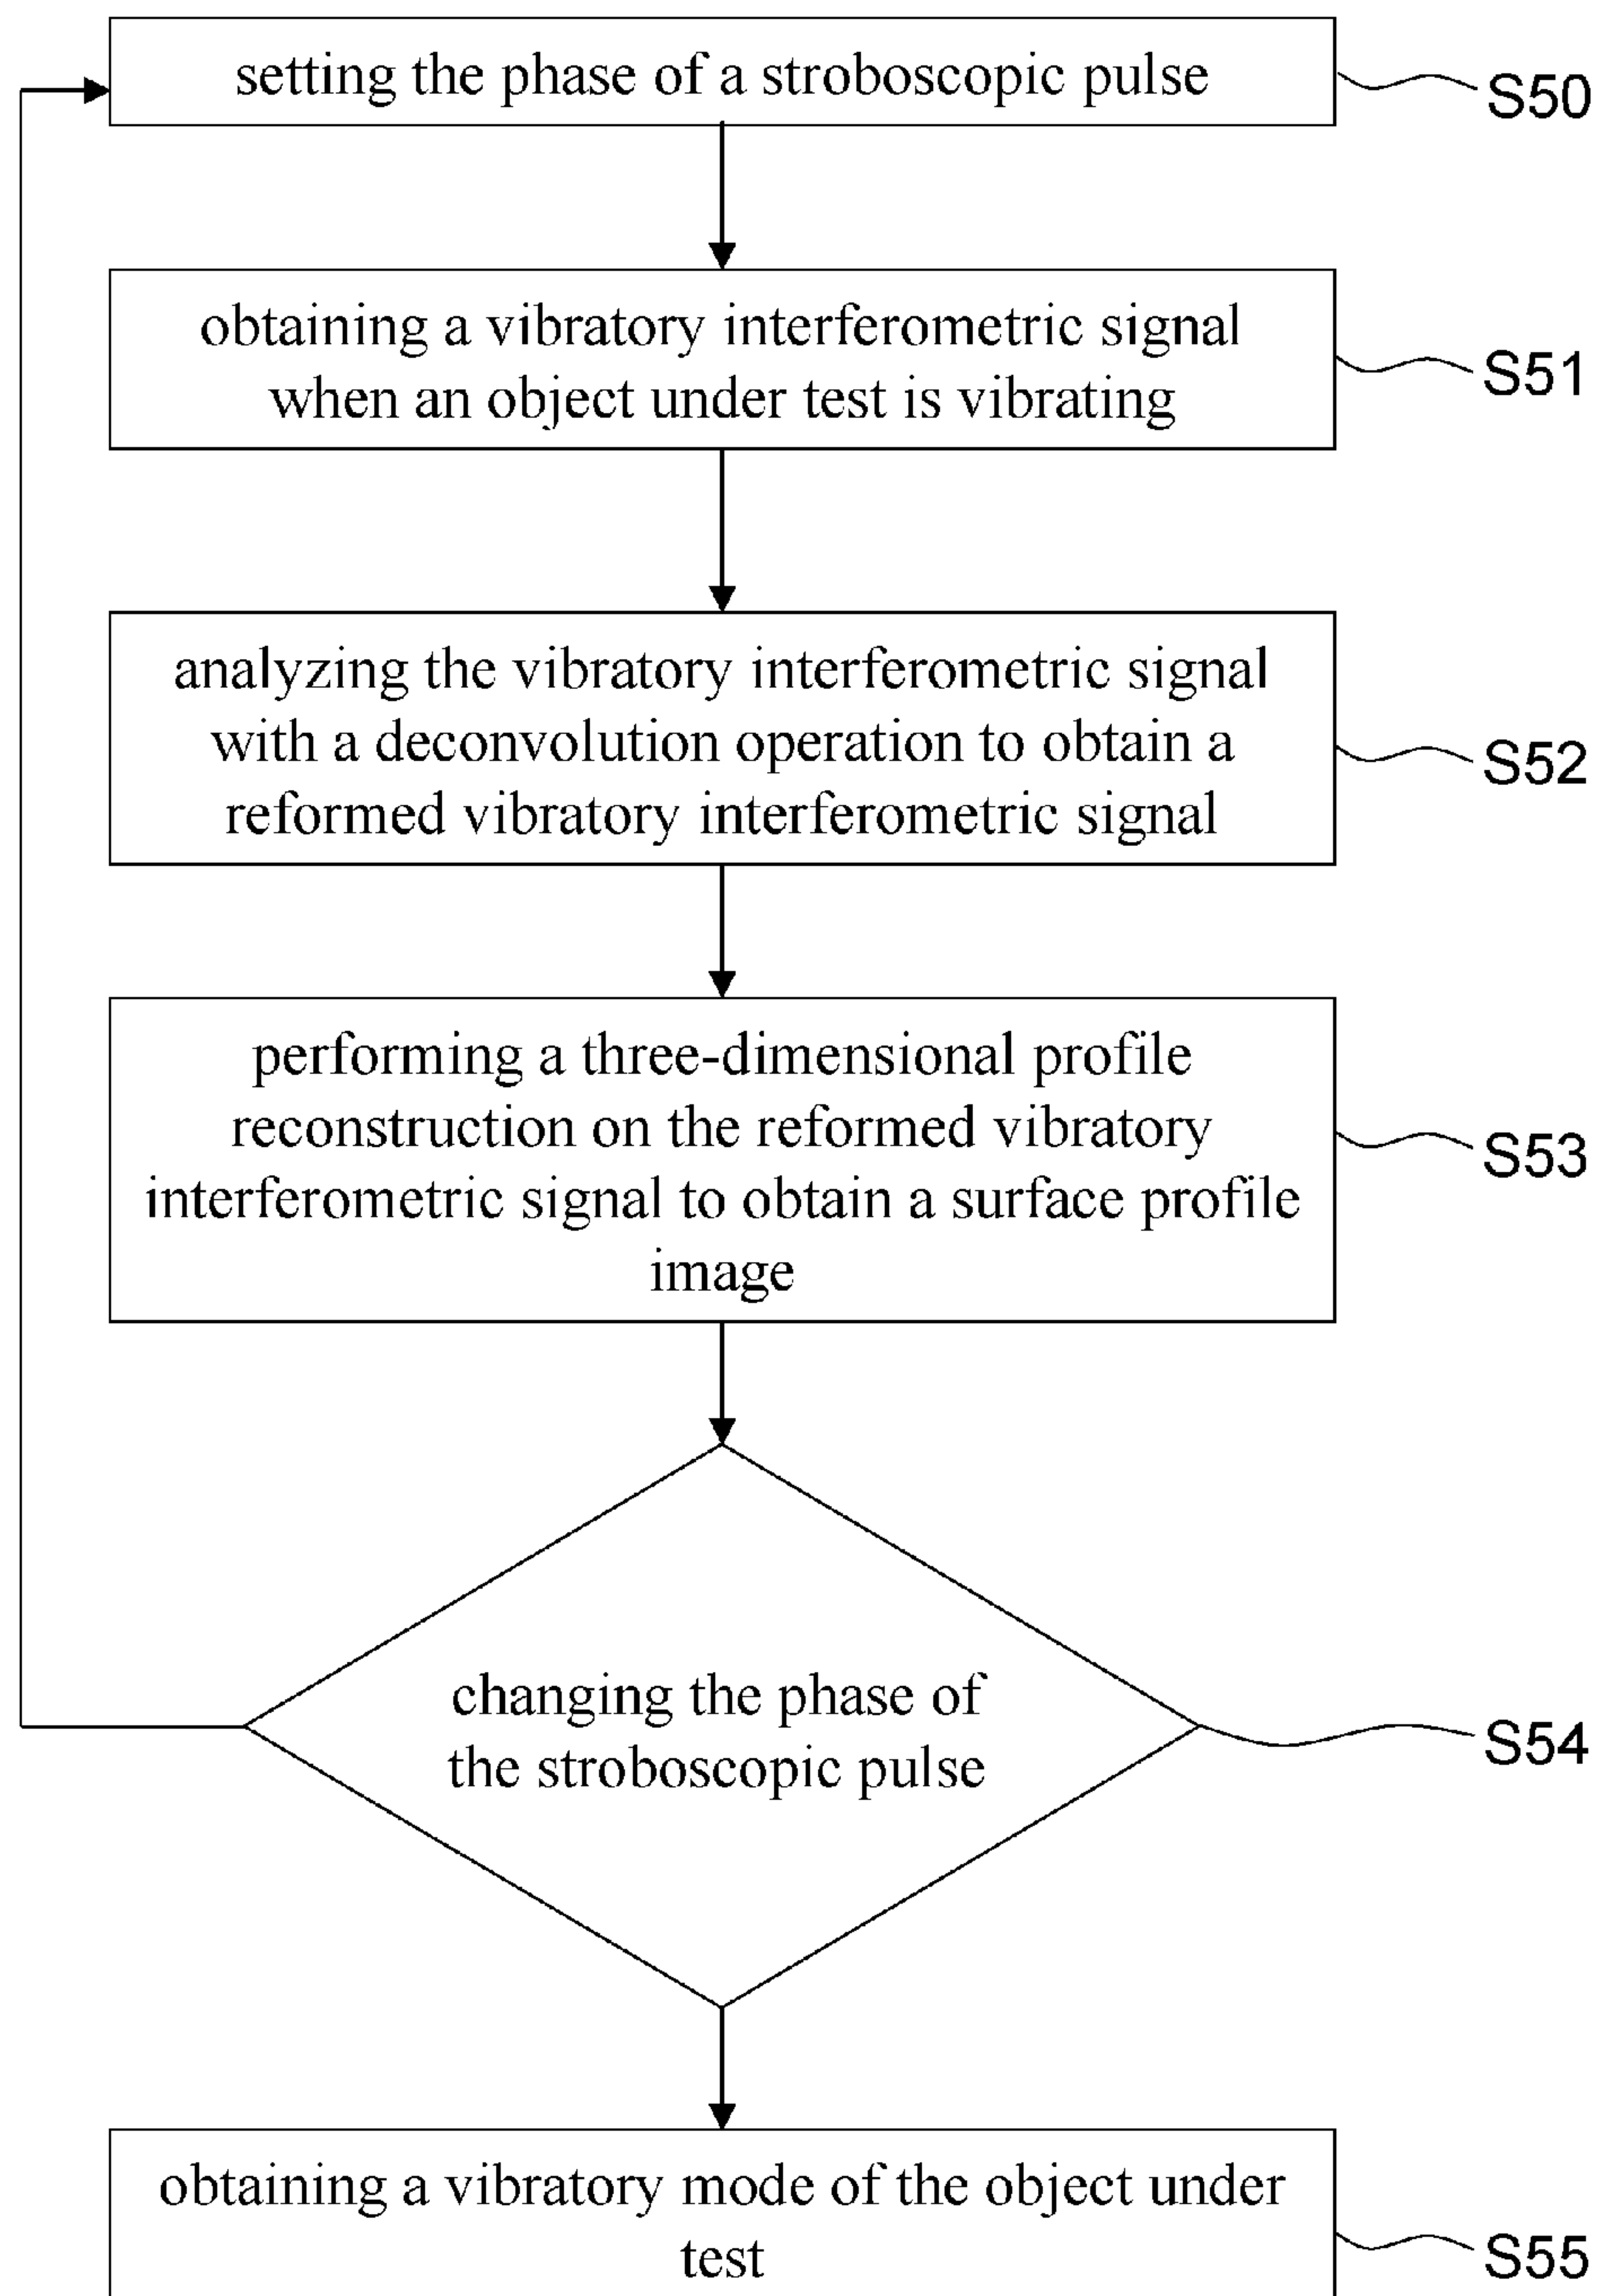 setting the phase of a stroboscopic pulse
S50
obtaining a vibratory interferometric signal
when an object under test is vibrating
S51
analyzing the vibratory interferometric signal
with a deconvolution operation to obtain a
reformed vibratory interferometric signal
S52
performing a three-dimensional profile
reconstruction on the reformed vibratory
interferometric signal to obtain a surface profile
image
S53
changing the phase of
the stroboscopic pulse
S54
obtaining a vibratory mode of the object under
test
S55